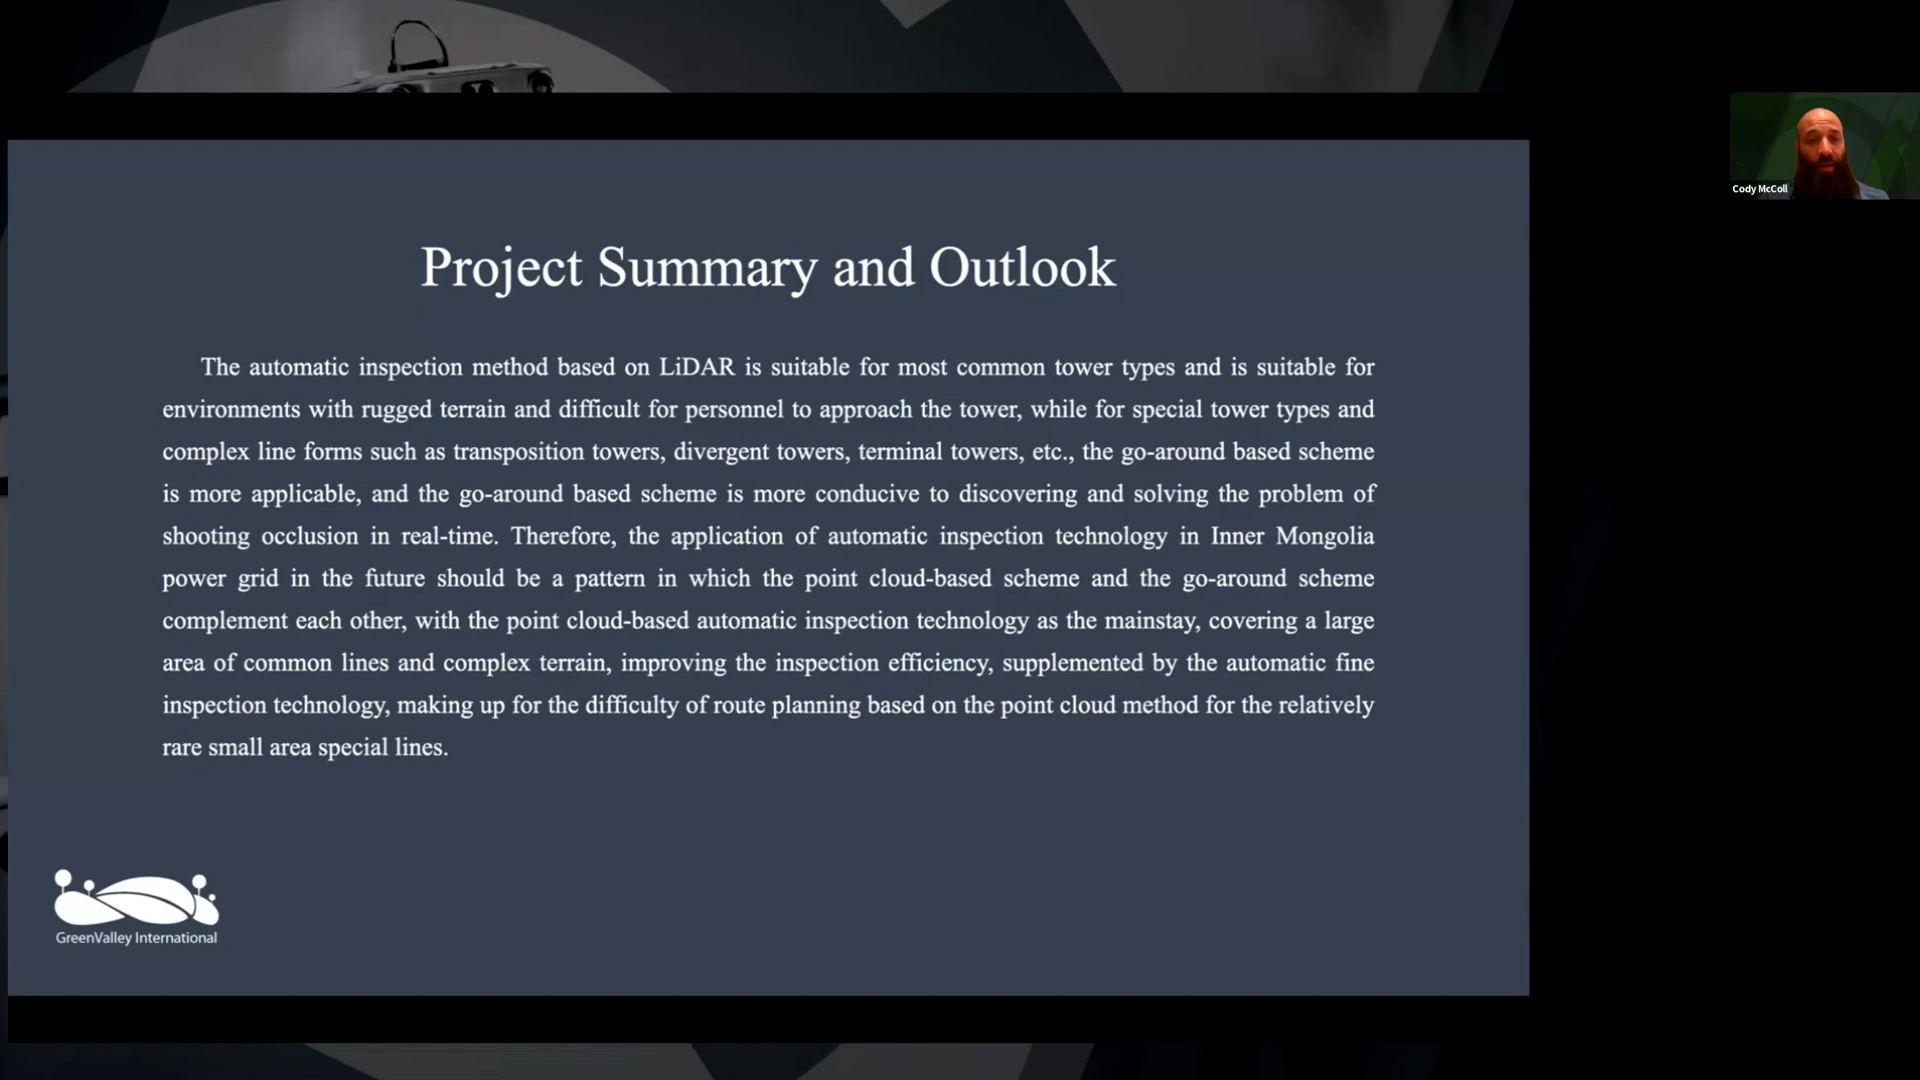 Cody McColl
Project Summary and Outlook
The automatic inspection method based on LiDAR is suitable for most common tower types and is suitable for
environments with rugged terrain and difficult for personnel to approach the tower, while for special tower types and
complex line forms such as transposition towers, divergent towers, terminal towers, etc., the go-around based scheme
is more applicable, and the go-around based scheme is more conducive to discovering and solving the problem of
shooting occlusion in real-time. Therefore, the application of automatic inspection technology in Inner Mongolia
power grid in the future should be a pattern in which the point cloud-based scheme and the go-around scheme
complement each other, with the point cloud-based automatic inspection technology as the mainstay, covering a large
area of common lines and complex terrain, improving the inspection efficiency, supplemented by the automatic fine
inspection technology, making up for the difficulty of route planning based on the point cloud method for the relatively
rare small area special lines.
GreenValley International